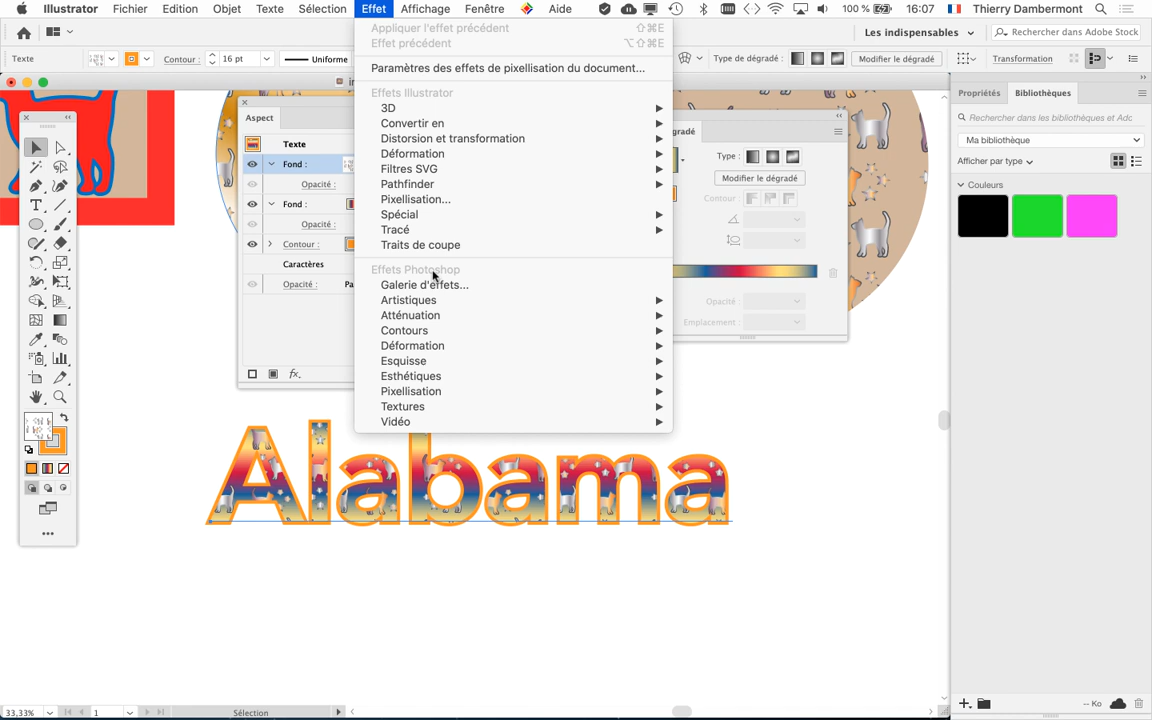 Illustrator Fichier Edition Objet Texte Sélection Effet Affichage Fenêtre Aide 100 % 16:07 Thierry Dambermont
Les indispensables Rechercher dans Adobe Stock
Texte Contour : 16 pt Uniforme Type de dégradé : Modifier le dégradé Transformation
Appliquer l'effet précédent ⇧⌘E
Effet précédent ⌥⇧⌘E
Paramètres des effets de pixellisation du document...
Effets Illustrator
3D
Convertir en
Distorsion et transformation
Déformation
Filtres SVG
Pathfinder
Pixellisation...
Spécial
Tracé
Traits de coupe
Effets Photoshop
Galerie d'effets...
Artistiques
Atténuation
Contours
Déformation
Esquisse
Esthétiques
Pixellisation
Textures
Vidéo
Aspect
Texte
Fond :
Opacité :
Fond :
Opacité :
Contour :
Caractères
Opacité : Pa
fx.
gradé
Type :
Modifier le dégradé
Contour :
Opacité :
Emplacement :
Propriétés Bibliothèques
Rechercher dans les bibliothèques et Adc
Ma bibliothèque
Afficher par type
Couleurs
-- Ko
Alabama
33,33% 1 Sélection